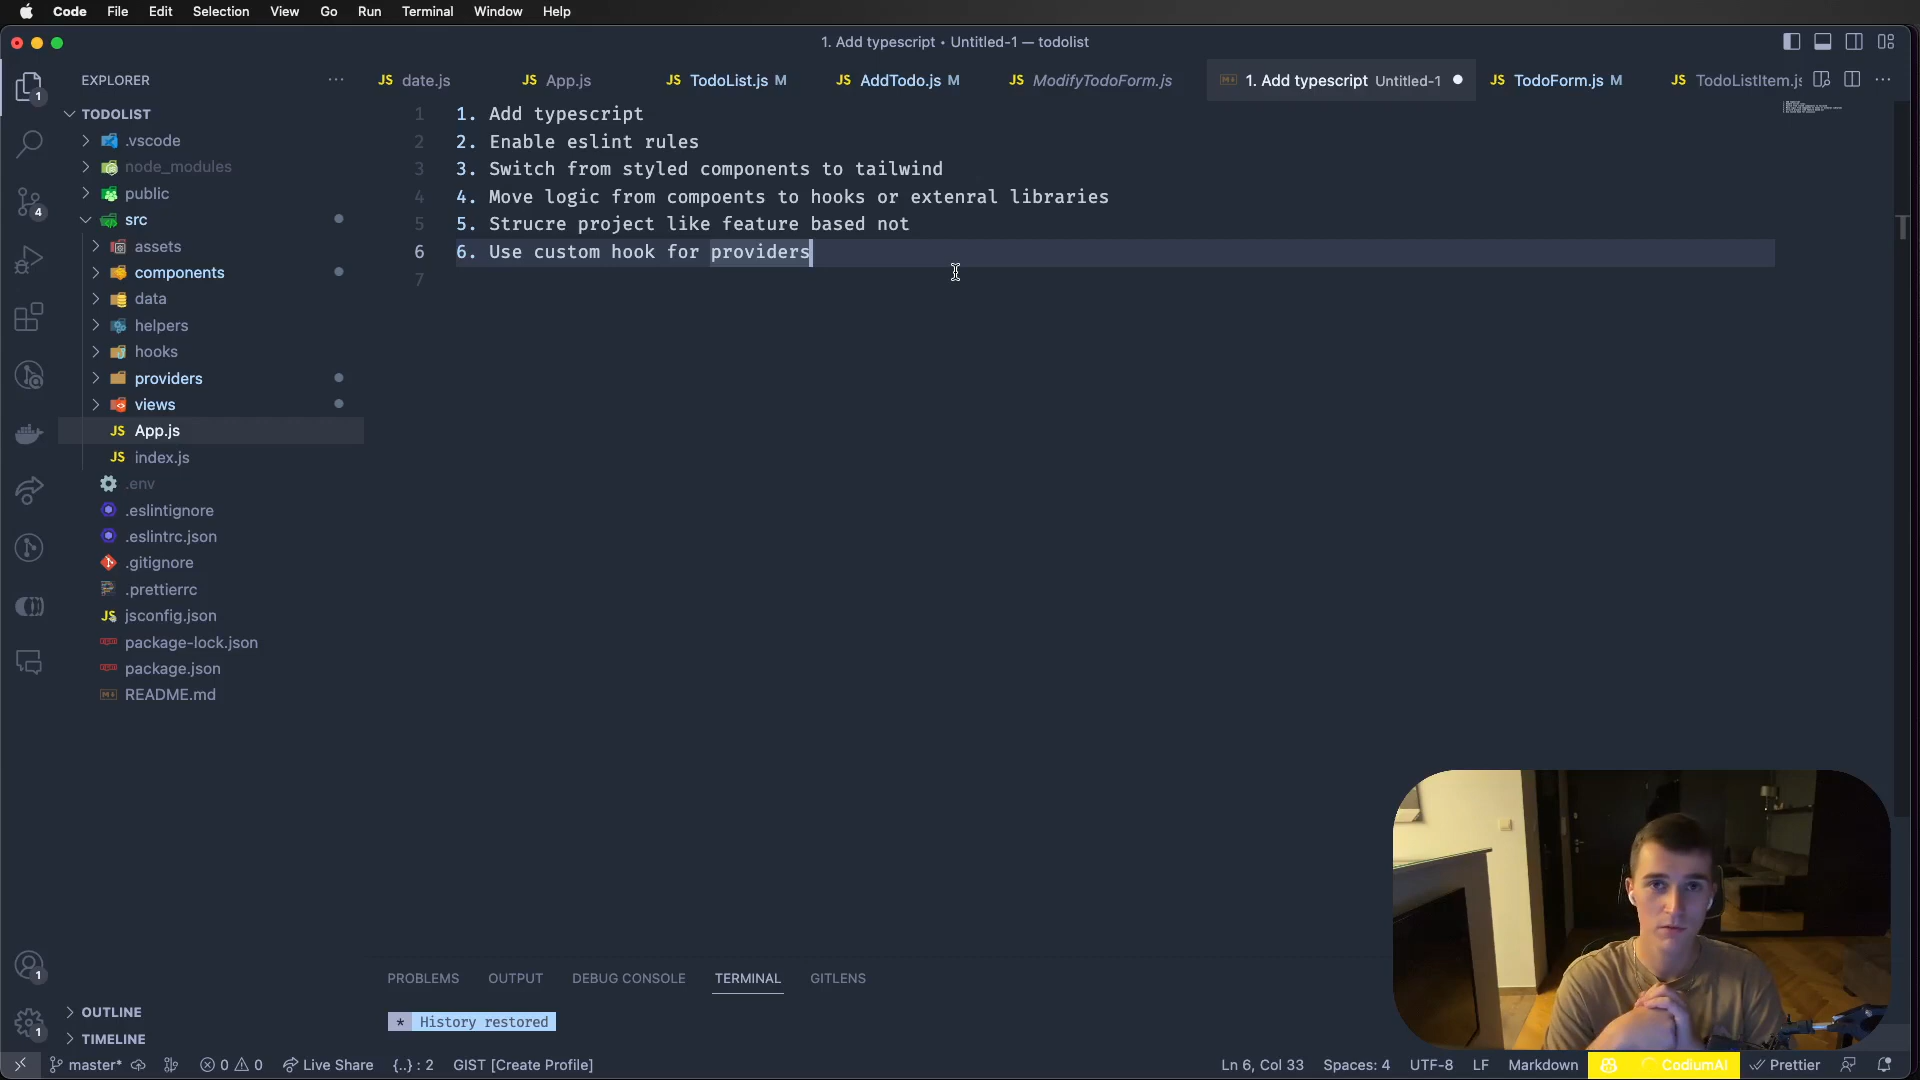 Code File Edit Selection View Go Run Terminal Window Help
1. Add typescript • Untitled-1 — todolist
EXPLORER ···
JS date.js JS App.js JS TodoList.js M JS AddTodo.js M JS ModifyTodoForm.js 1. Add typescript Untitled-1 ● JS TodoForm.js M JS TodoListItem.js ···
TODOLIST
.vscode
node_modules
public
src
assets
components
data
helpers
hooks
providers
views
JS App.js
JS index.js
.env
.eslintignore
.eslintrc.json
.gitignore
.prettierrc
JS jsconfig.json
package-lock.json
package.json
README.md
1 1. Add typescript
2 2. Enable eslint rules
3 3. Switch from styled components to tailwind
4 4. Move logic from compoents to hooks or extenral libraries
5 5. Strucre project like feature based not
6 6. Use custom hook for providers
7
1
4
1
1
PROBLEMS OUTPUT DEBUG CONSOLE TERMINAL GITLENS
* History restored
OUTLINE
TIMELINE
master* 0 0 Live Share {..} : 2 GIST [Create Profile] Ln 6, Col 33 Spaces: 4 UTF-8 LF Markdown CodiumAI Prettier